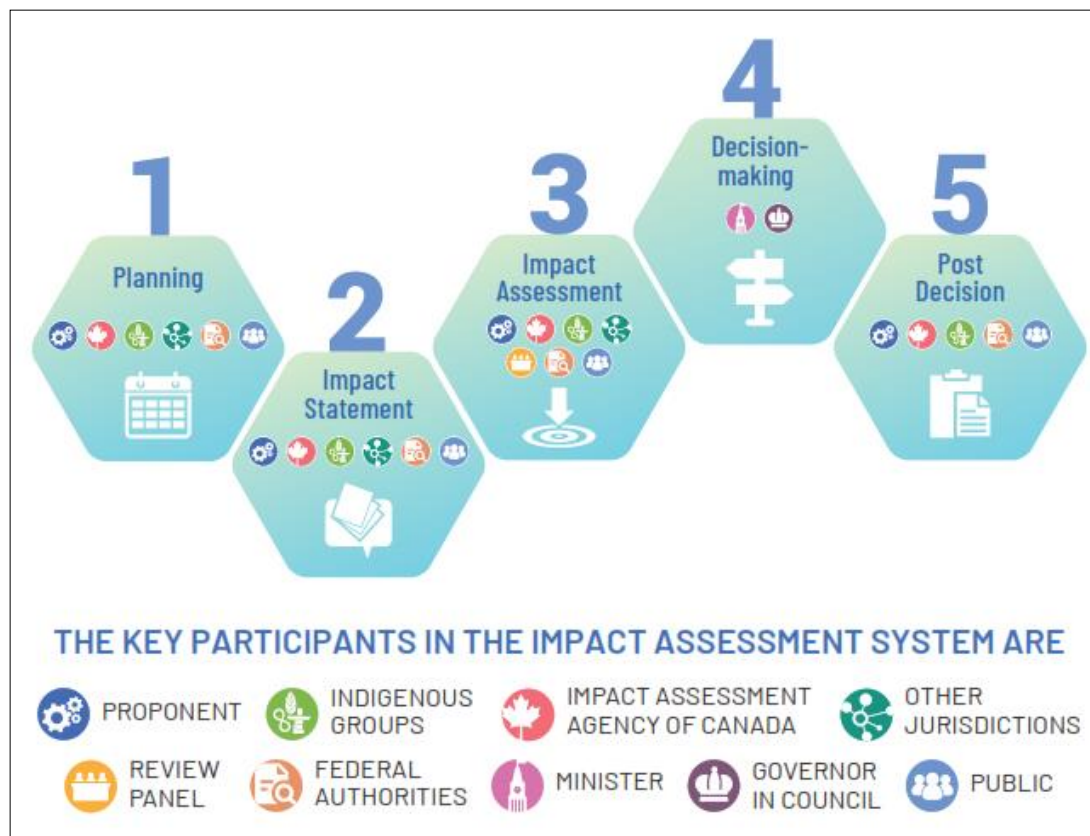 1
Planning
2
Impact
Statement
3
Impact
Assessment
4
Decision-
making
5
Post
Decision
THE KEY PARTICIPANTS IN THE IMPACT ASSESSMENT SYSTEM ARE
PROPONENT
INDIGENOUS
GROUPS
IMPACT ASSESSMENT
AGENCY OF CANADA
OTHER
JURISDICTIONS
REVIEW
PANEL
FEDERAL
AUTHORITIES
MINISTER
GOVERNOR
IN COUNCIL
PUBLIC